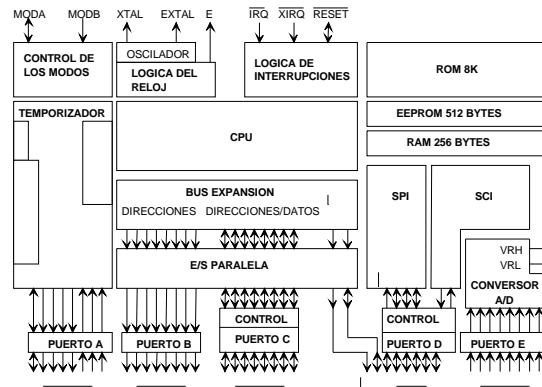 MODA MODB XTAL EXTAL E IRQ XIRQ RESET
CONTROL DE
LOS MODOS
OSCILADOR
LOGICA DEL
RELOJ
LOGICA DE
INTERRUPCIONES
ROM 8K
TEMPORIZADOR
CPU
EEPROM 512 BYTES
RAM 256 BYTES
BUS EXPANSION
DIRECCIONES DIRECCIONES/DATOS
SPI
SCI
E/S PARALELA
VRH
VRL
CONVERSOR
A/D
CONTROL
CONTROL
PUERTO A
PUERTO B
PUERTO C
PUERTO D
PUERTO E